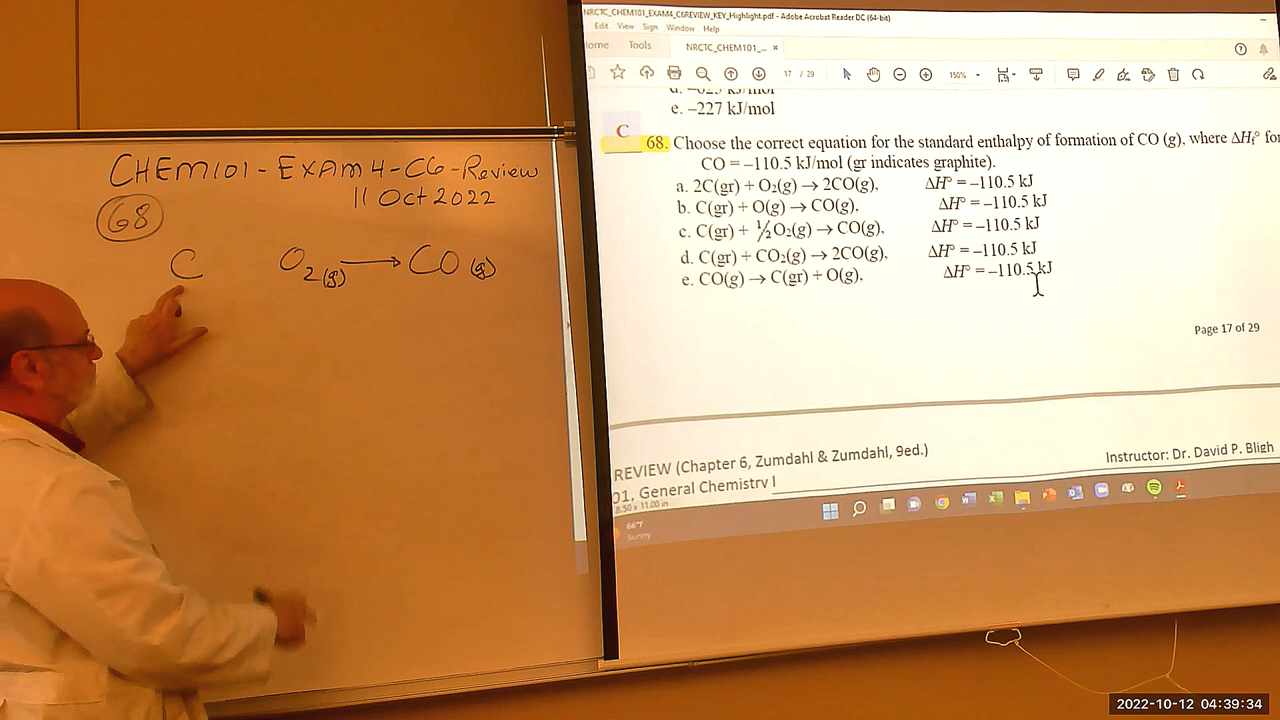 CHEM101 - EXAM 4 - C6 - Review
11 Oct 2022
68
C O2(g) → CO(g)
NRCTC_CHEM101_EXAM4_C6REVIEW_KEY_Highlight.pdf - Adobe Acrobat Reader DC (64-bit)
Edit View Sign Window Help
ome Tools NRCTC_CHEM101_... ×
17 / 29 150%
e. –227 kJ/mol
C
68. Choose the correct equation for the standard enthalpy of formation of CO (g), where ΔHf° for
CO = –110.5 kJ/mol (gr indicates graphite).
a. 2C(gr) + O₂(g) → 2CO(g), ΔH° = –110.5 kJ
b. C(gr) + O(g) → CO(g), ΔH° = –110.5 kJ
c. C(gr) + ½O₂(g) → CO(g), ΔH° = –110.5 kJ
d. C(gr) + CO₂(g) → 2CO(g), ΔH° = –110.5 kJ
e. CO(g) → C(gr) + O(g), ΔH° = –110.5 kJ
Page 17 of 29
REVIEW (Chapter 6, Zumdahl & Zumdahl, 9ed.) Instructor: Dr. David P. Bligh
01, General Chemistry I
8.50 x 11.00 in
66°F
Sunny
2022-10-12 04:39:34